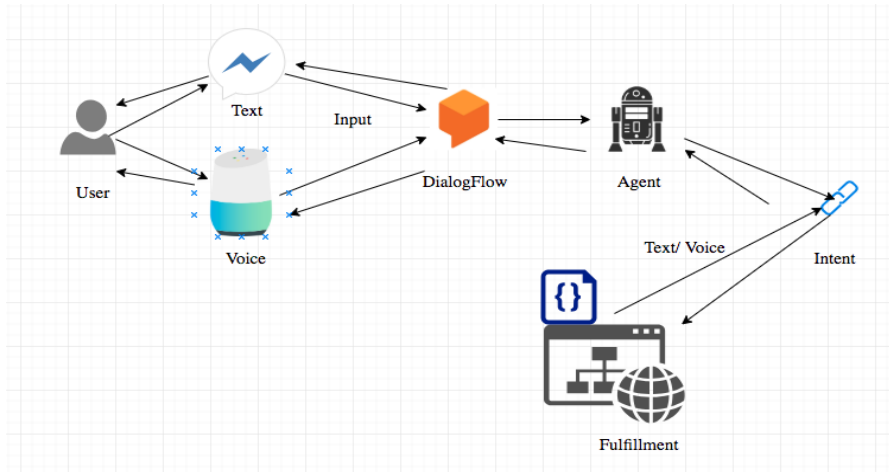 Text
Input
User
Voice
DialogFlow
Agent
Text/ Voice
Intent
{}
Fulfillment